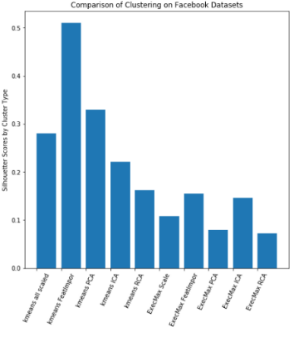 Comparison of Clustering on Facebook Datasets
Silhouetter Scores by Cluster Type
0.5
0.4
0.3
0.2
0.1
0.0
kmeans all scaled
kmeans FeatImpor
kmeans PCA
kmeans ICA
kmeans RCA
ExecMax Scale
ExecMax FeatImpor
ExecMax PCA
ExecMax ICA
ExecMax RCA